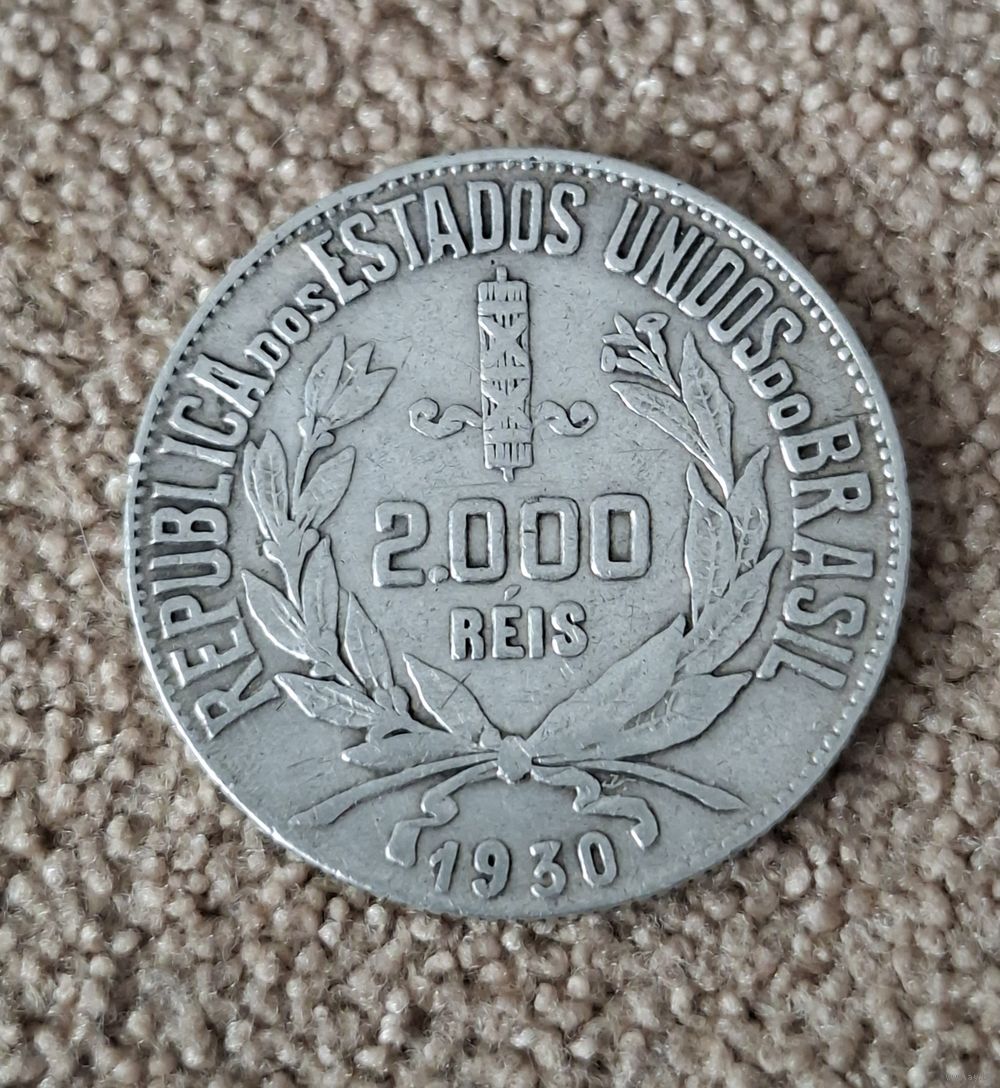 REPUBLICA DOS ESTADOS UNIDOS DO BRASIL
2.000
RÉIS
1930